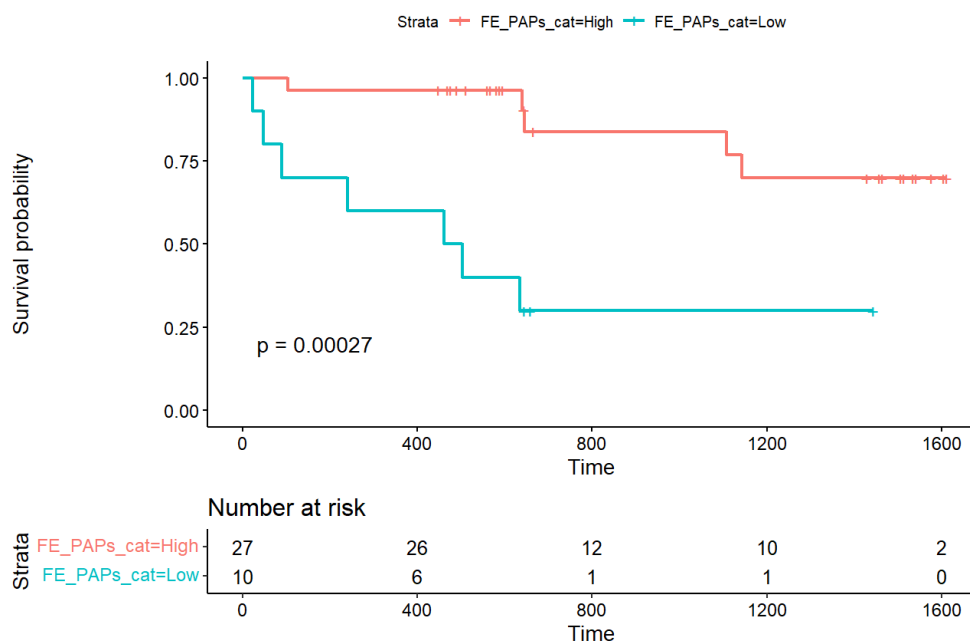 Strata FE_PAPs_cat=High FE_PAPs_cat=Low
Survival probability
1.00
0.75
0.50
0.25
0.00
p = 0.00027
0 400 800 1200 1600
Time
Number at risk
Strata
FE_PAPs_cat=High 27 26 12 10 2
FE_PAPs_cat=Low 10 6 1 1 0
0 400 800 1200 1600
Time